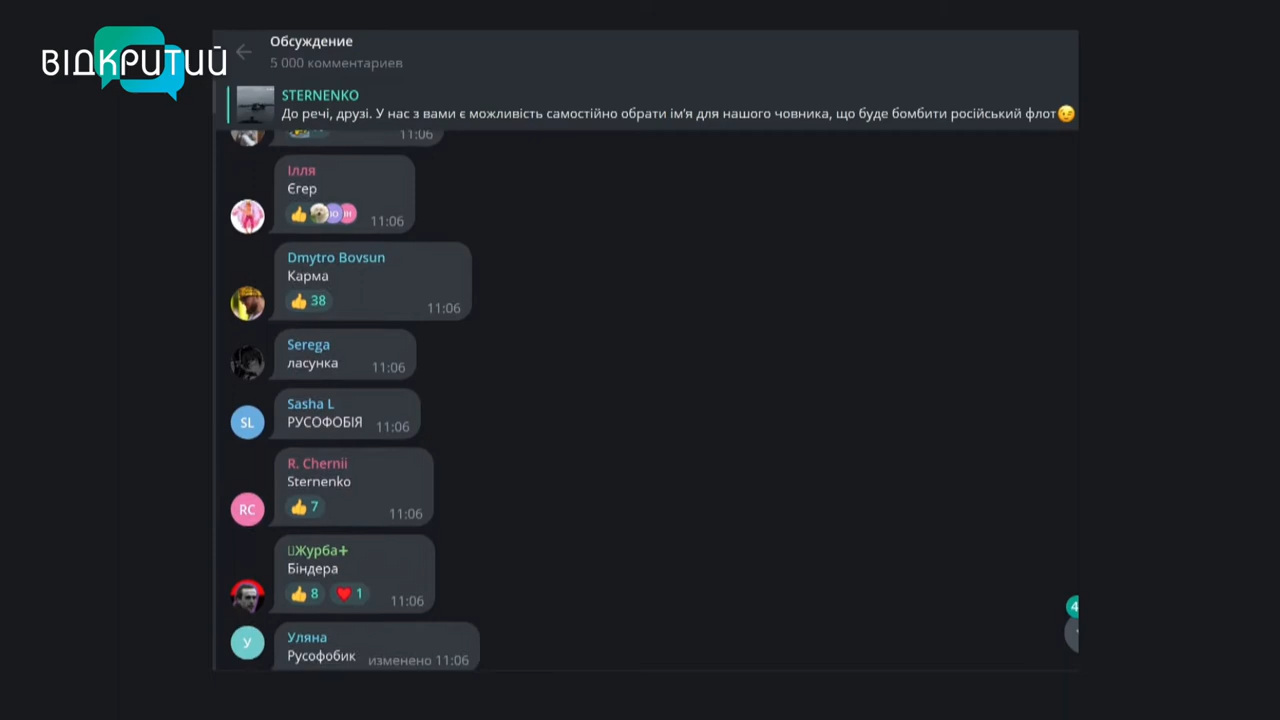 ВІДКРИТИЙ
Обсуждение
5 000 комментариев
STERNENKO
До речі, друзі. У нас з вами є можливість самостійно обрати ім'я для нашого човника, що буде бомбити російський флот😉
11:06
Ілля
Єгер
11:06
Dmytro Bovsun
Карма
👍 38
11:06
Serega
ласунка
11:06
SL
Sasha L
РУСОФОБІЯ
11:06
R. Chernii
Sternenko
RC
👍 7
11:06
Журба+
Біндера
👍 8 ❤️ 1
11:06
4
У
Уляна
Русофобик
изменено 11:06